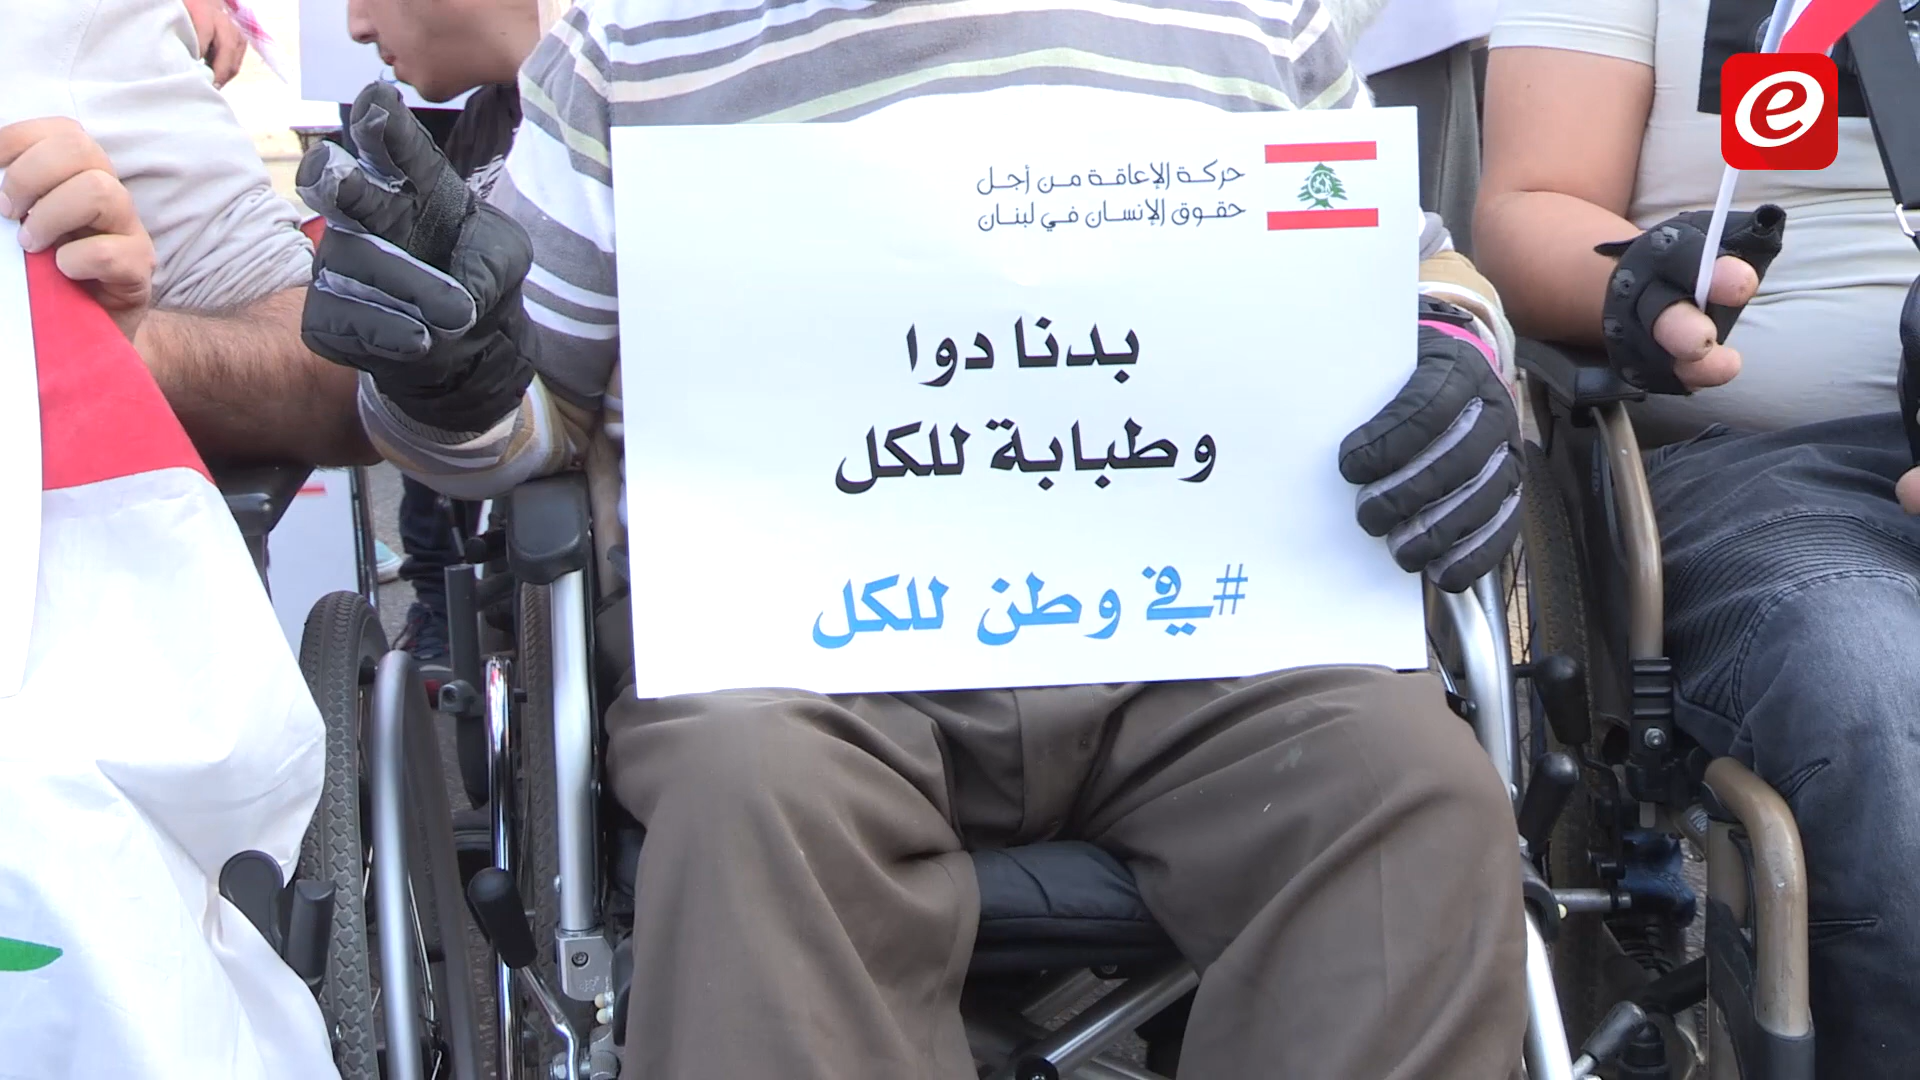 حركة الإعاقة من أجل
حقوق الإنسان في لبنان
بدنا دوا
وطبابة للكل
#في وطن للكل
e